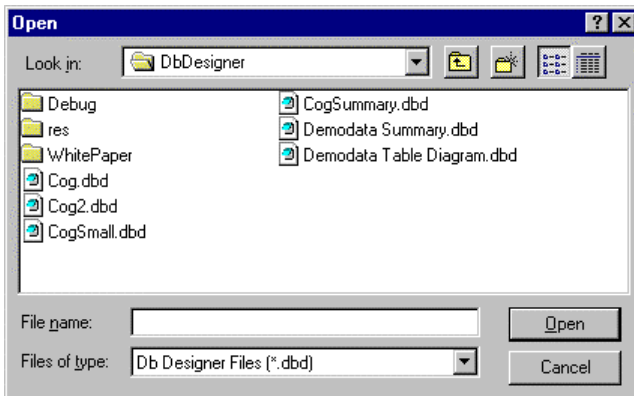 Open
Look in: DbDesigner
Debug
res
WhitePaper
Cog.dbd
Cog2.dbd
CogSmall.dbd
CogSummary.dbd
Demodata Summary.dbd
Demodata Table Diagram.dbd
File name:
Open
Files of type: Db Designer Files (*.dbd)
Cancel